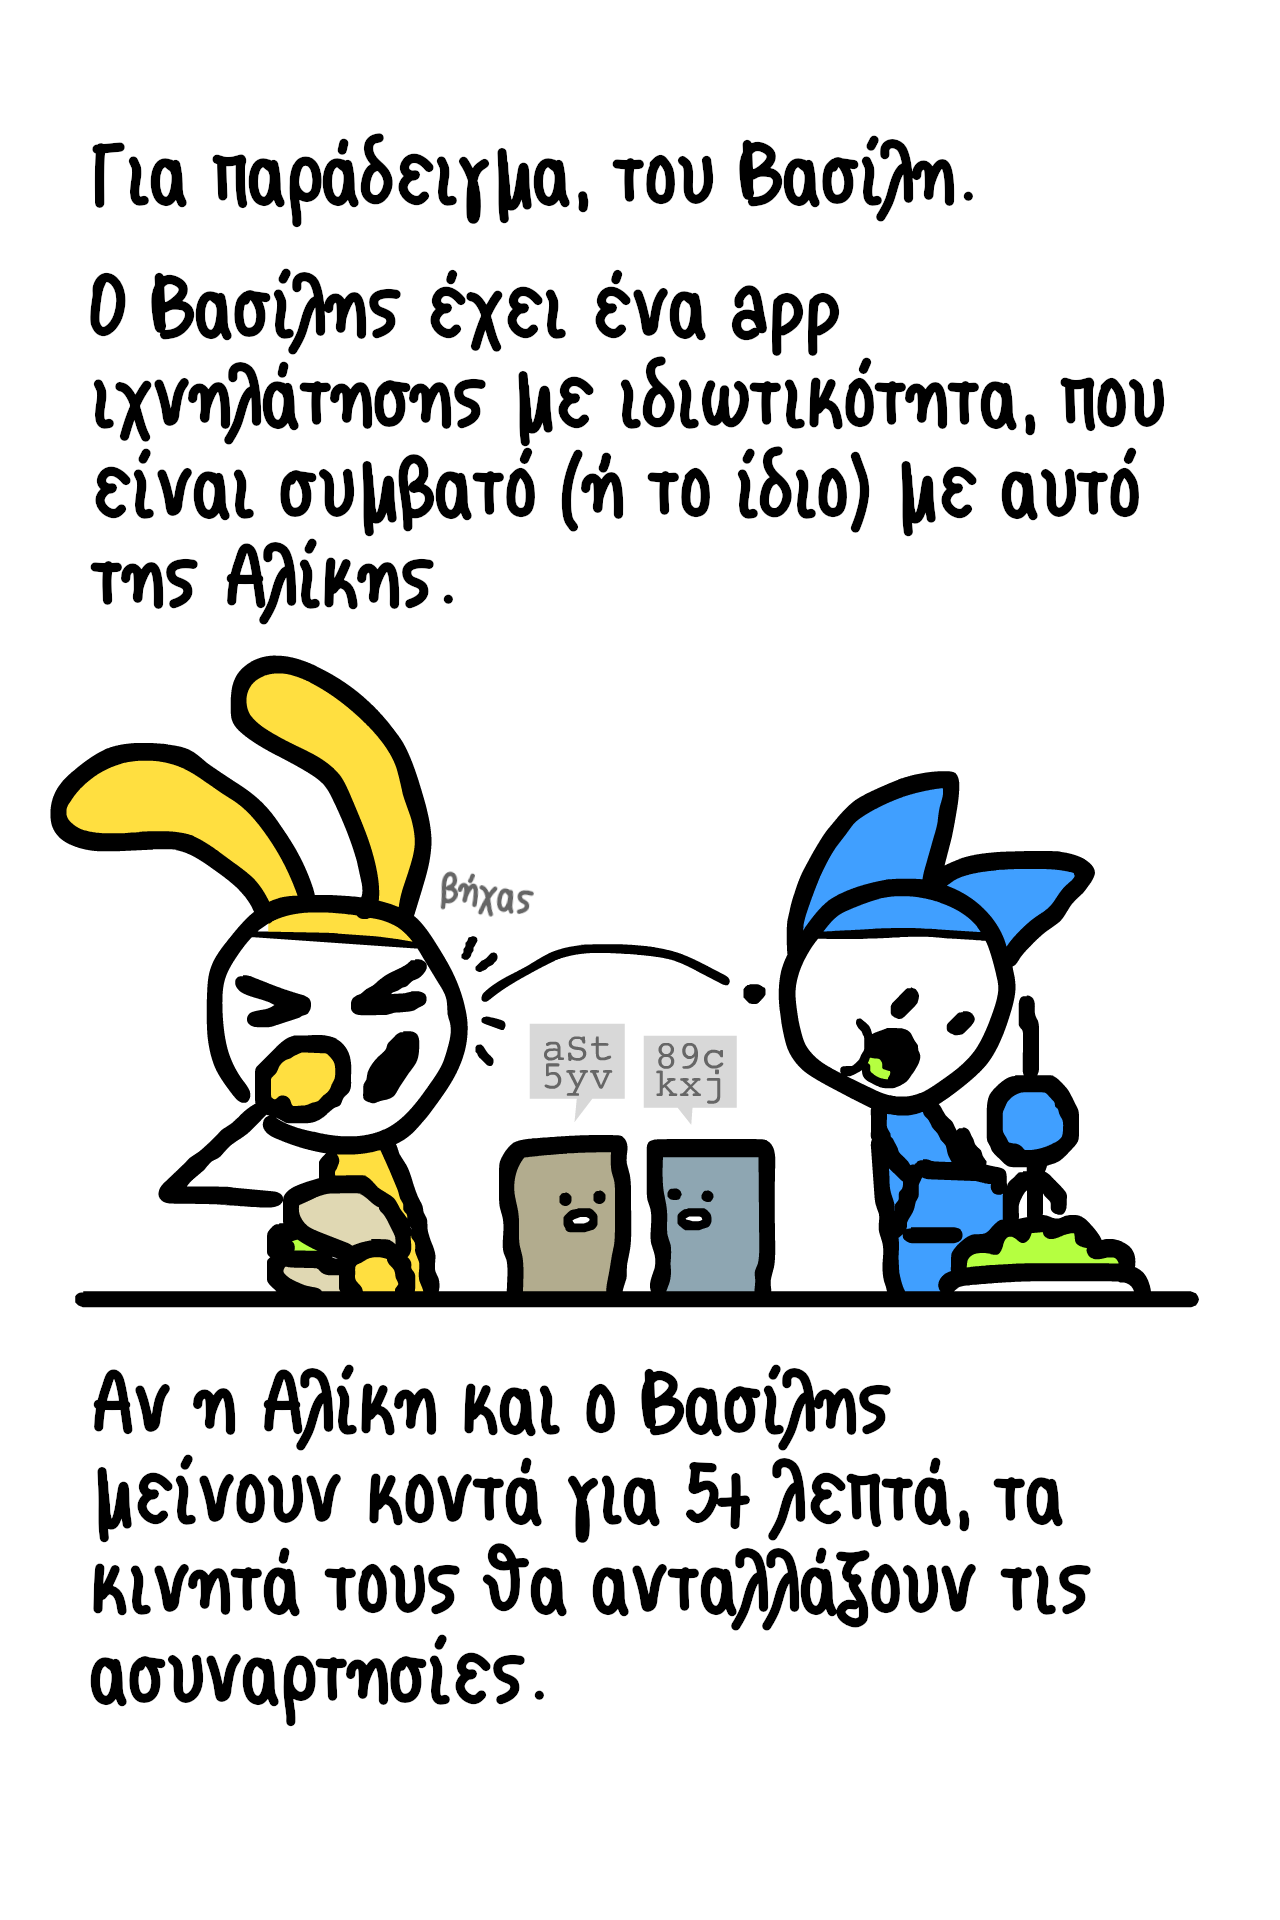 Για παράδειγμα, του Βασίλη.
Ο Βασίλης έχει ένα app
ιχνηλάτησης με ιδιωτικότητα, που
είναι συμβατό (ή το ίδιο) με αυτό
της Αλίκης.
βήχας
aSt
5yv
89c
kxj
Αν η Αλίκη και ο Βασίλης
μείνουν κοντά για 5+ λεπτά, τα
κινητά τους θα ανταλλάξουν τις
ασυναρτησίες.